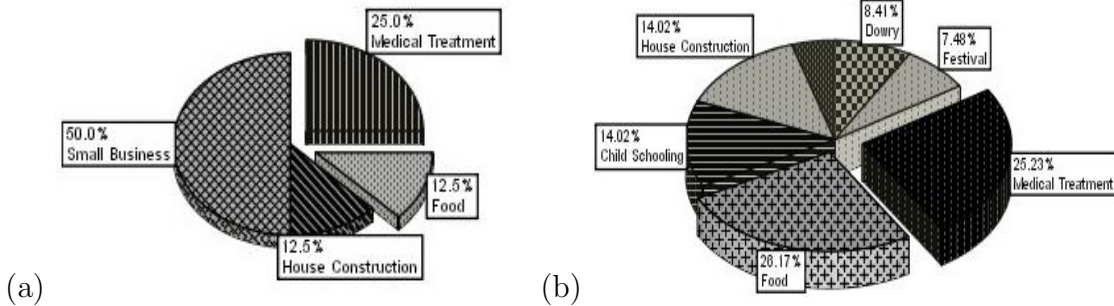 25.0%
Medical Treatment
50.0%
Small Business
12.5%
Food
12.5%
House Construction
(a)
8.41%
Dowry
14.02%
House Construction
7.48%
Festival
14.02%
Child Schooling
25.23%
Medical Treatment
26.17%
Food
(b)